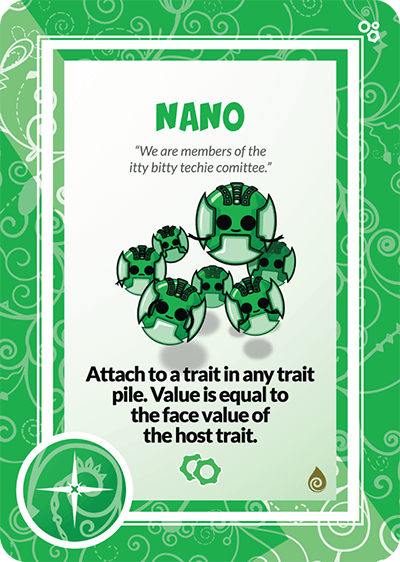 NANO
“We are members of the
itty bitty techie comittee.”
Attach to a trait in any trait
pile. Value is equal to
the face value of
the host trait.